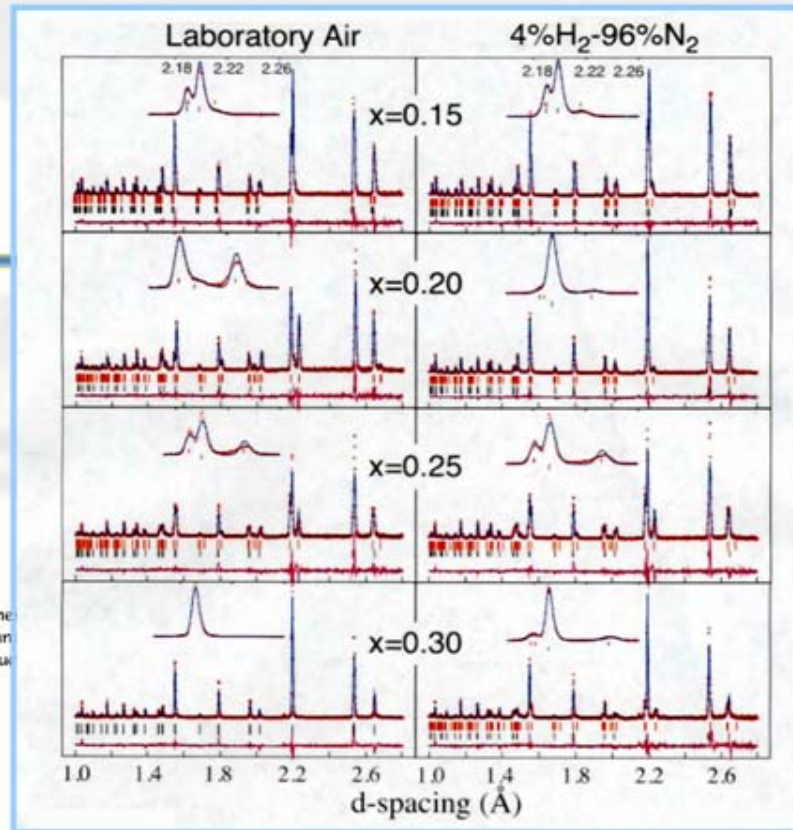 Laboratory Air 4%H₂-96%N₂
2.18 2.22 2.26 2.18 2.22 2.26
x=0.15
x=0.20
x=0.25
x=0.30
1.0 1.4 1.8 2.2 2.6 1.4 1.8 2.2 2.6
d-spacing (Å)